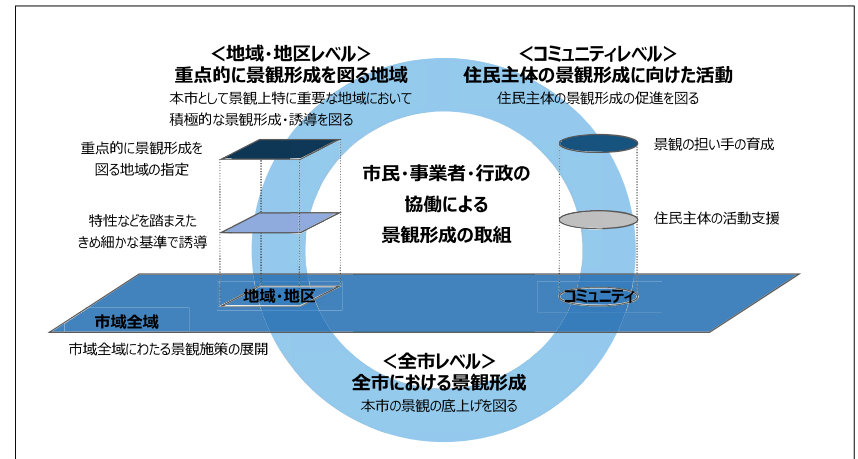 ＜地域・地区レベル＞
重点的に景観形成を図る地域
本市として景観上特に重要な地域において
積極的な景観形成・誘導を図る
＜コミュニティレベル＞
住民主体の景観形成に向けた活動
住民主体の景観形成の促進を図る
重点的に景観形成を
図る地域の指定
特性などを踏まえた
きめ細かな基準で誘導
市民・事業者・行政の
協働による
景観形成の取組
景観の担い手の育成
住民主体の活動支援
地域・地区
コミュニティ
市域全域
市域全域にわたる景観施策の展開
＜全市レベル＞
全市における景観形成
本市の景観の底上げを図る